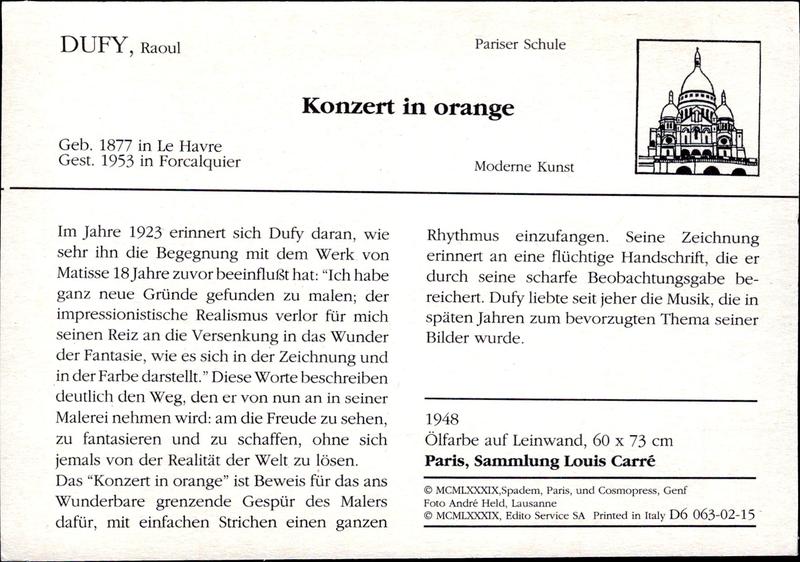 DUFY, Raoul
Pariser Schule
Konzert in orange
Geb. 1877 in Le Havre
Gest. 1953 in Forcalquier
Moderne Kunst
Im Jahre 1923 erinnert sich Dufy daran, wie
sehr ihn die Begegnung mit dem Werk von
Matisse 18 Jahre zuvor beeinflußt hat: “Ich habe
ganz neue Gründe gefunden zu malen; der
impressionistische Realismus verlor für mich
seinen Reiz an die Versenkung in das Wunder
der Fantasie, wie es sich in der Zeichnung und
in der Farbe darstellt.” Diese Worte beschreiben
deutlich den Weg, den er von nun an in seiner
Malerei nehmen wird: am die Freude zu sehen,
zu fantasieren und zu schaffen, ohne sich
jemals von der Realität der Welt zu lösen.
Das “Konzert in orange” ist Beweis für das ans
Wunderbare grenzende Gespür des Malers
dafür, mit einfachen Strichen einen ganzen
Rhythmus einzufangen. Seine Zeichnung
erinnert an eine flüchtige Handschrift, die er
durch seine scharfe Beobachtungsgabe be-
reichert. Dufy liebte seit jeher die Musik, die in
späten Jahren zum bevorzugten Thema seiner
Bilder wurde.
1948
Ölfarbe auf Leinwand, 60 x 73 cm
Paris, Sammlung Louis Carré
© MCMLXXXIX,Spadem, Paris, und Cosmopress, Genf
Foto André Held, Lausanne
© MCMLXXXIX, Edito Service SA Printed in Italy D6 063-02-15